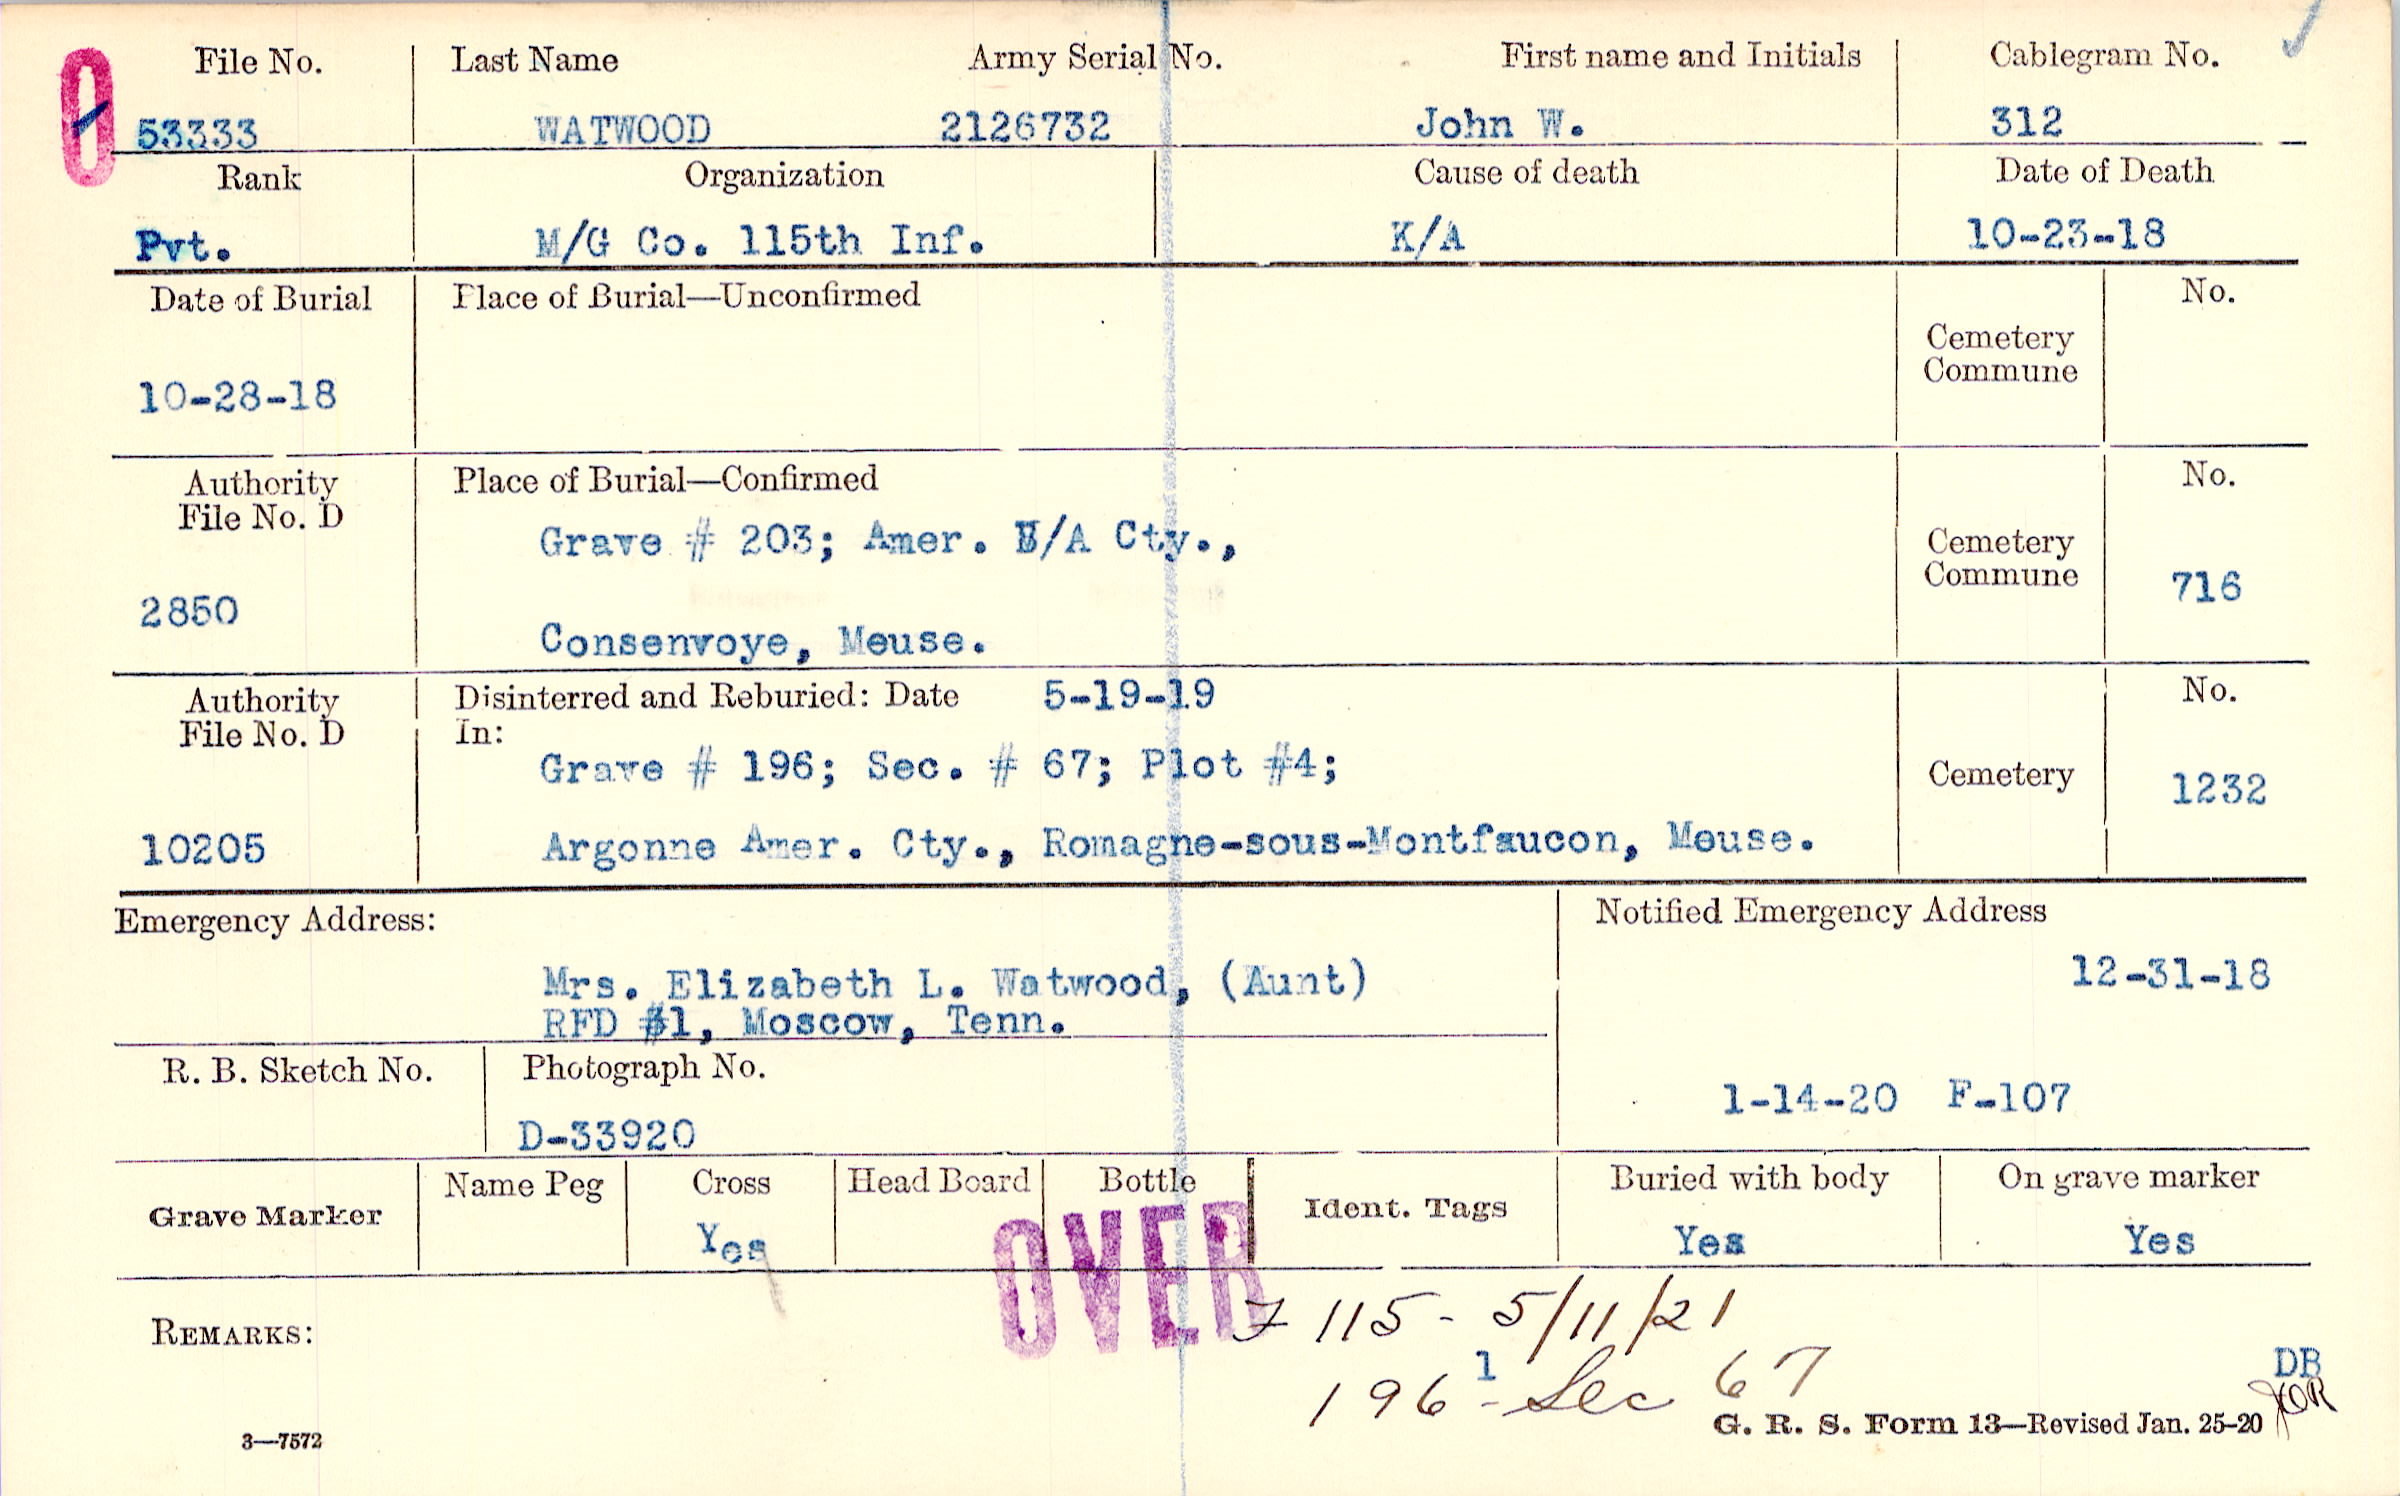 0
File No. Last Name Army Serial No. First name and Initials Cablegram No.
53333 WATWOOD 2126732 John W. 312
Rank Organization Cause of death Date of Death
Pvt. M/G Co. 115th Inf. K/A 10-23-18
Date of Burial Place of Burial—Unconfirmed No.
Cemetery
Commune
10-28-18
Authority Place of Burial—Confirmed No.
File No. D
Grave # 203; Amer. E/A Cty.,
Cemetery
Commune 716
2850
Consenvoye, Meuse.
Authority Disinterred and Reburied: Date 5-19-19 No.
File No. D In:
Grave # 196; Sec. # 67; Plot #4;
Cemetery 1232
10205 Argonne Amer. Cty., Romagne-sous-Montfaucon, Meuse.
Emergency Address: Notified Emergency Address
Mrs. Elizabeth L. Watwood, (Aunt) 12-31-18
RFD #1, Moscow, Tenn.
R. B. Sketch No. Photograph No.
1-14-20 F-107
D-33920
Grave Marker Name Peg Cross Head Board Bottle Ident. Tags Buried with body On grave marker
Yes Yes Yes
OVER
REMARKS: F 115 - 5/11/21
1
196 - Sec 67
DB
G. R. S. Form 13—Revised Jan. 25-20
3—7572